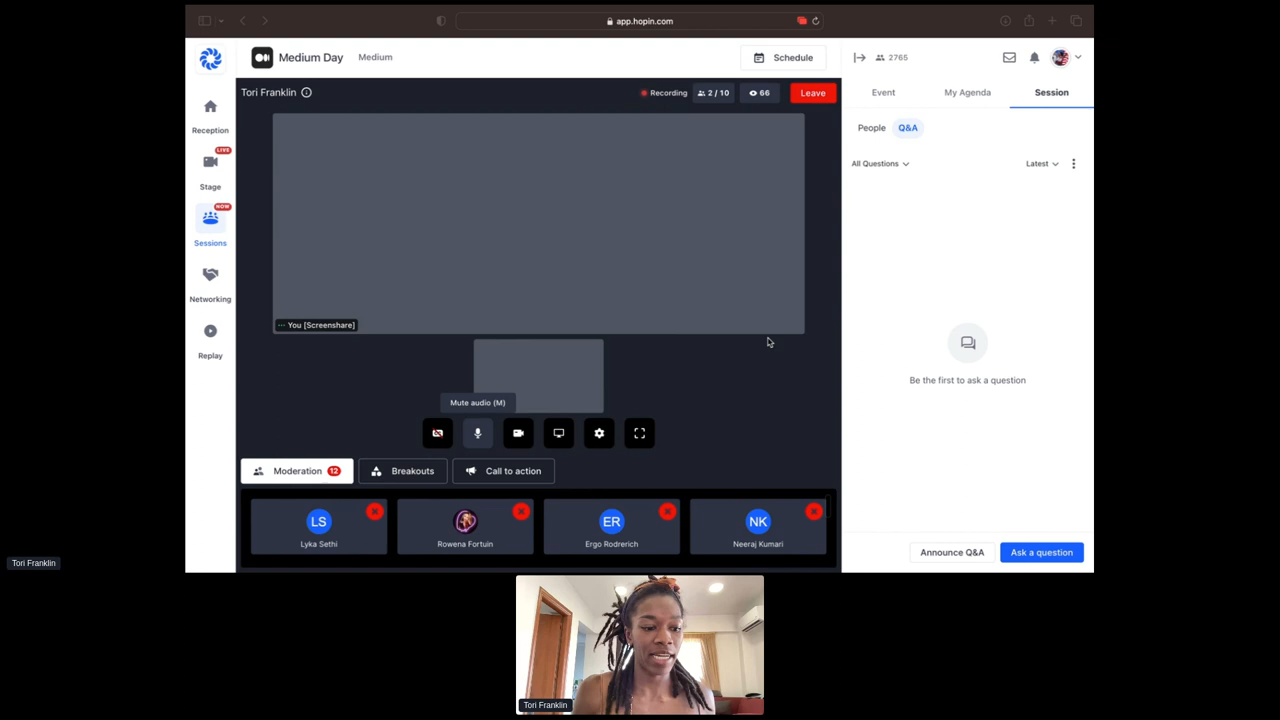 app.hopin.com
Medium Day
Medium
Schedule
2765
Tori Franklin
Recording
2 / 10
66
Leave
Event
My Agenda
Session
People
Q&A
All Questions
Latest
Reception
LIVE
Stage
NOW
Sessions
Networking
Replay
··· You [Screenshare]
Be the first to ask a question
Mute audio (M)
Moderation 12
Breakouts
Call to action
LS
Lyka Sethi
Rowena Fortuin
ER
Ergo Rodrerich
NK
Neeraj Kumari
Announce Q&A
Ask a question
Tori Franklin
Tori Franklin